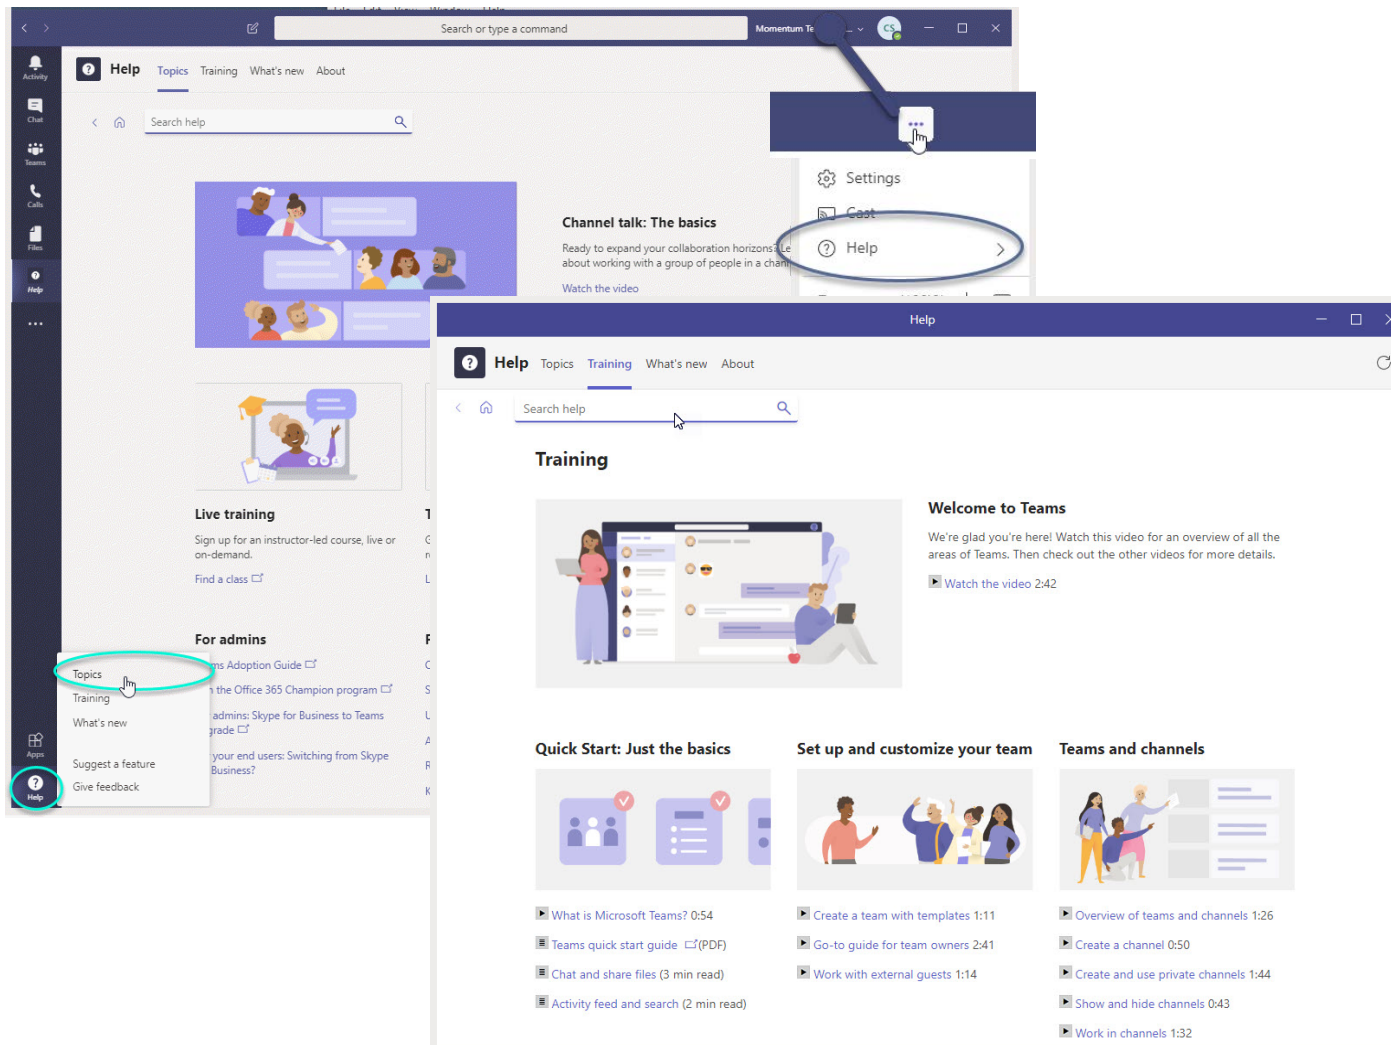 Search or type a command
Momentum Te
CS
Activity
Chat
Teams
Calls
Files
Help
Help
Topics
Training
What's new
About
Search help
Channel talk: The basics
Ready to expand your collaboration horizons? Le
about working with a group of people in a chan
Watch the video
Settings
Cast
Help
Live training
Sign up for an instructor-led course, live or
on-demand.
Find a class
For admins
ms Adoption Guide
the Office 365 Champion program
admins: Skype for Business to Teams
grade
your end users: Switching from Skype
Business?
Topics
Training
What's new
Suggest a feature
Give feedback
Apps
Help
Help
Help
Topics
Training
What's new
About
Search help
Training
Welcome to Teams
We're glad you're here! Watch this video for an overview of all the
areas of Teams. Then check out the other videos for more details.
Watch the video 2:42
Quick Start: Just the basics
What is Microsoft Teams? 0:54
Teams quick start guide (PDF)
Chat and share files (3 min read)
Activity feed and search (2 min read)
Set up and customize your team
Create a team with templates 1:11
Go-to guide for team owners 2:41
Work with external guests 1:14
Teams and channels
Overview of teams and channels 1:26
Create a channel 0:50
Create and use private channels 1:44
Show and hide channels 0:43
Work in channels 1:32